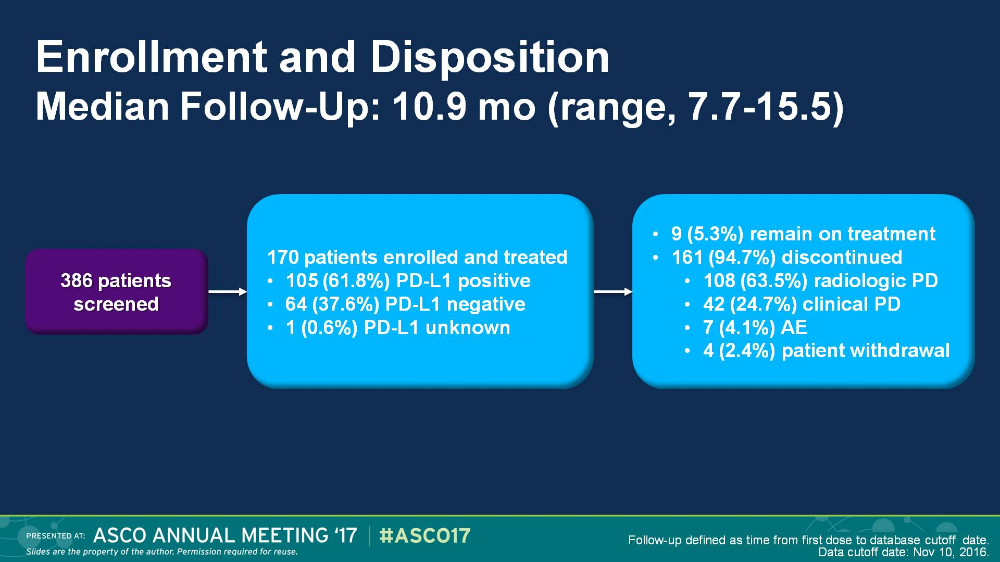 Enrollment and Disposition
Median Follow-Up: 10.9 mo (range, 7.7-15.5)
386 patients
screened
170 patients enrolled and treated
• 105 (61.8%) PD-L1 positive
• 64 (37.6%) PD-L1 negative
• 1 (0.6%) PD-L1 unknown
• 9 (5.3%) remain on treatment
• 161 (94.7%) discontinued
• 108 (63.5%) radiologic PD
• 42 (24.7%) clinical PD
• 7 (4.1%) AE
• 4 (2.4%) patient withdrawal
PRESENTED AT: ASCO ANNUAL MEETING ‘17 | #ASCO17
Slides are the property of the author. Permission required for reuse.
Follow-up defined as time from first dose to database cutoff date.
Data cutoff date: Nov 10, 2016.